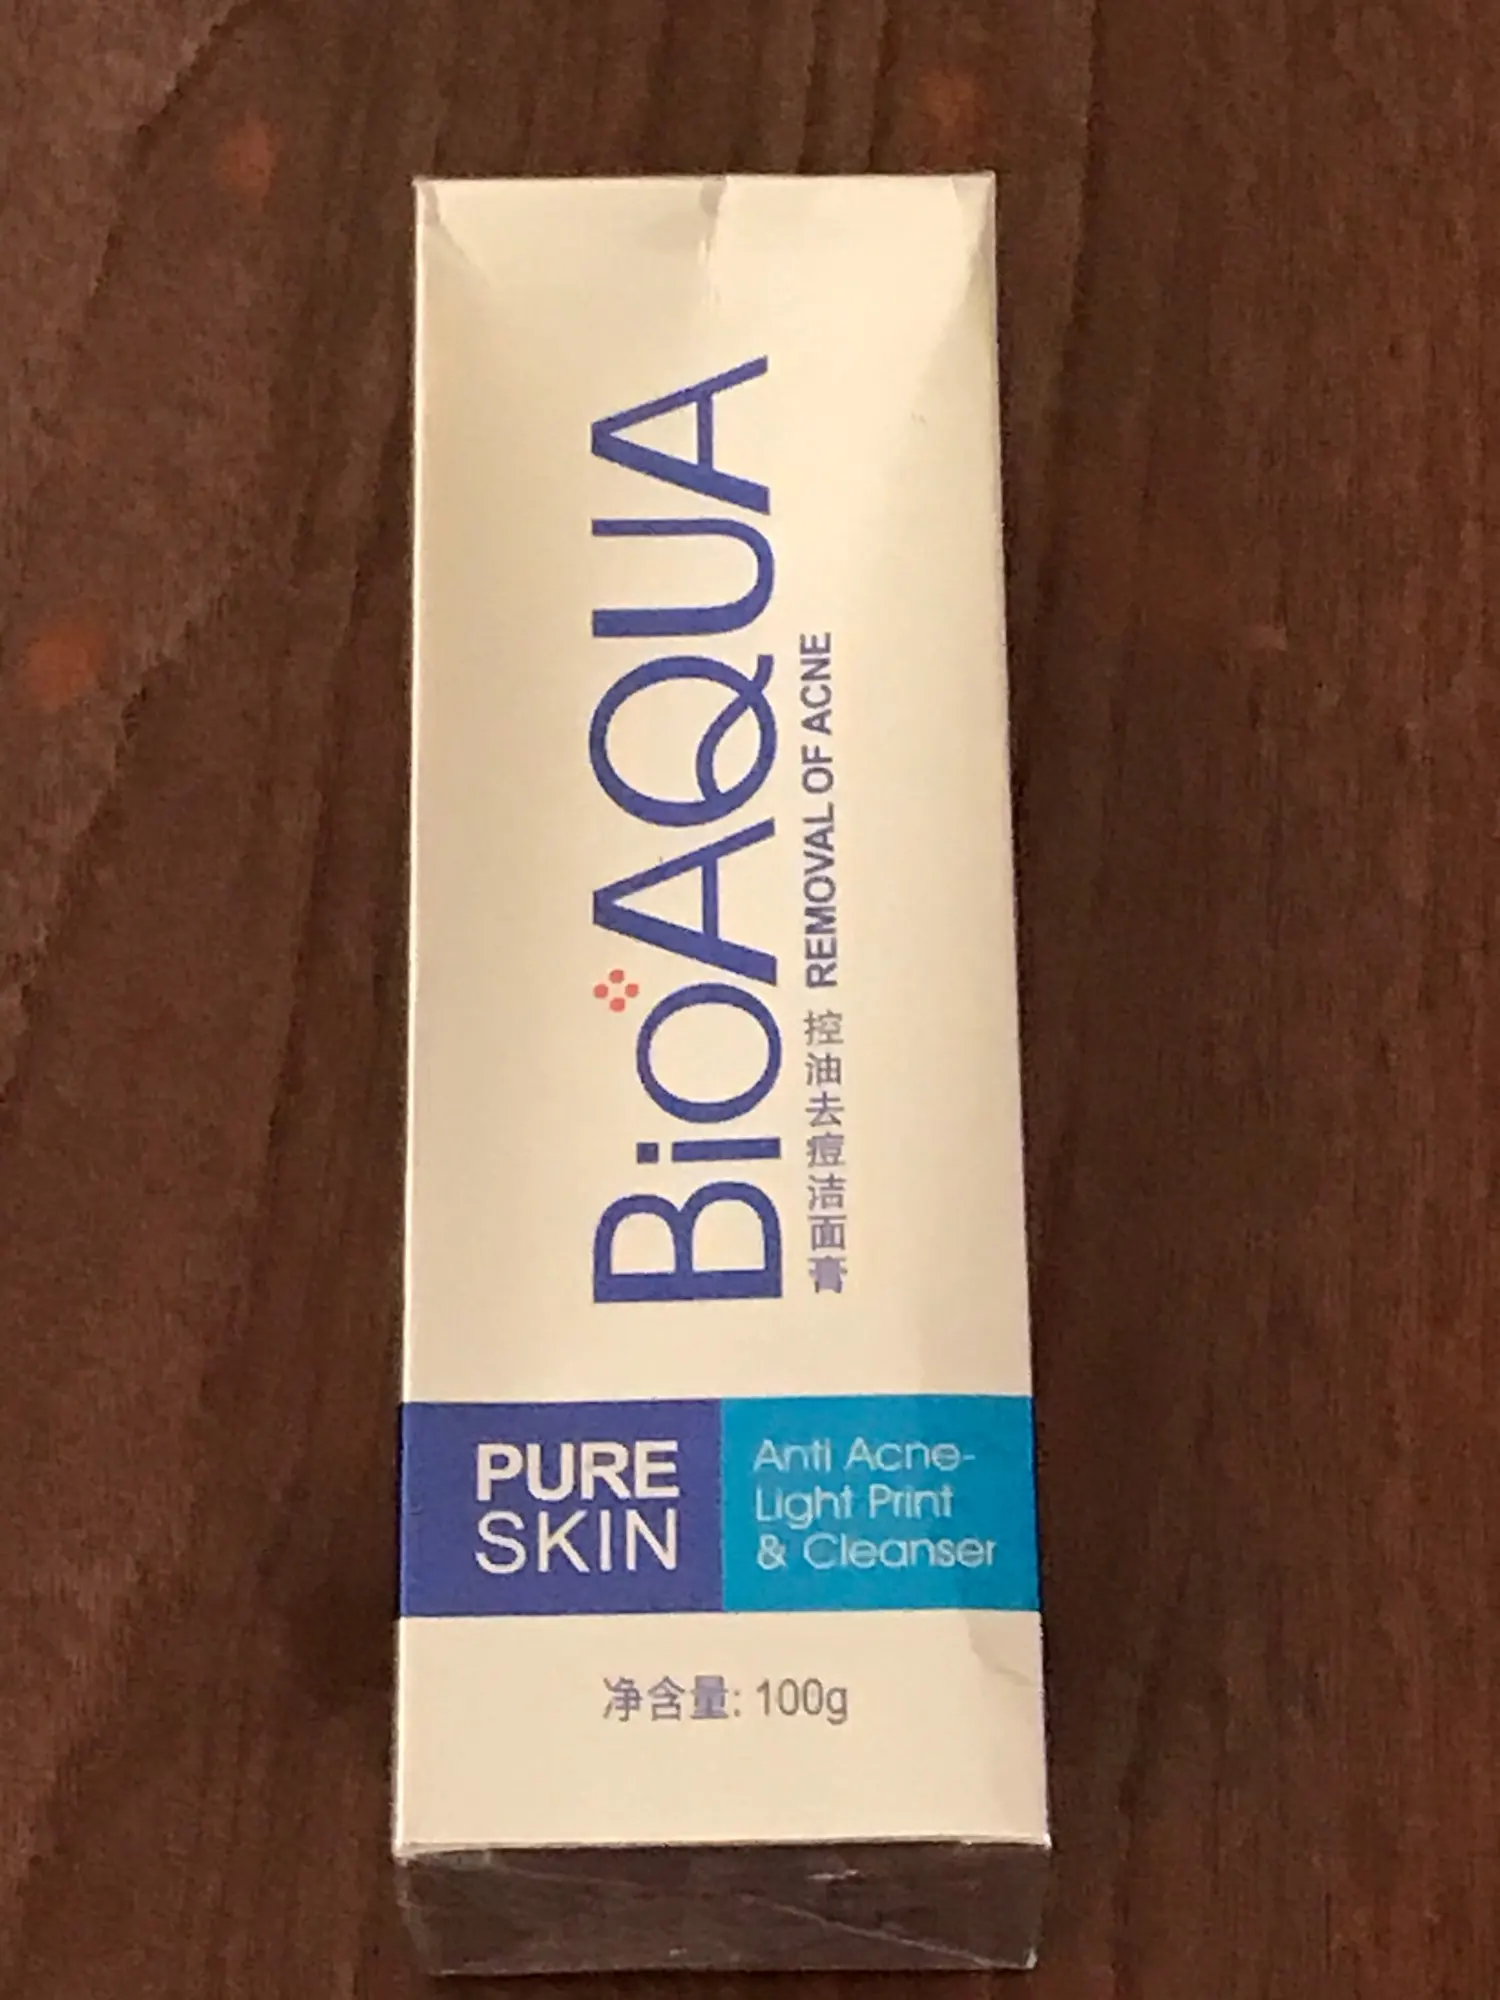 BiOAQUA
控油去痘洁面膏 REMOVAL OF ACNE
PURE
SKIN
Anti Acne-
Light Print
& Cleanser
净含量: 100g